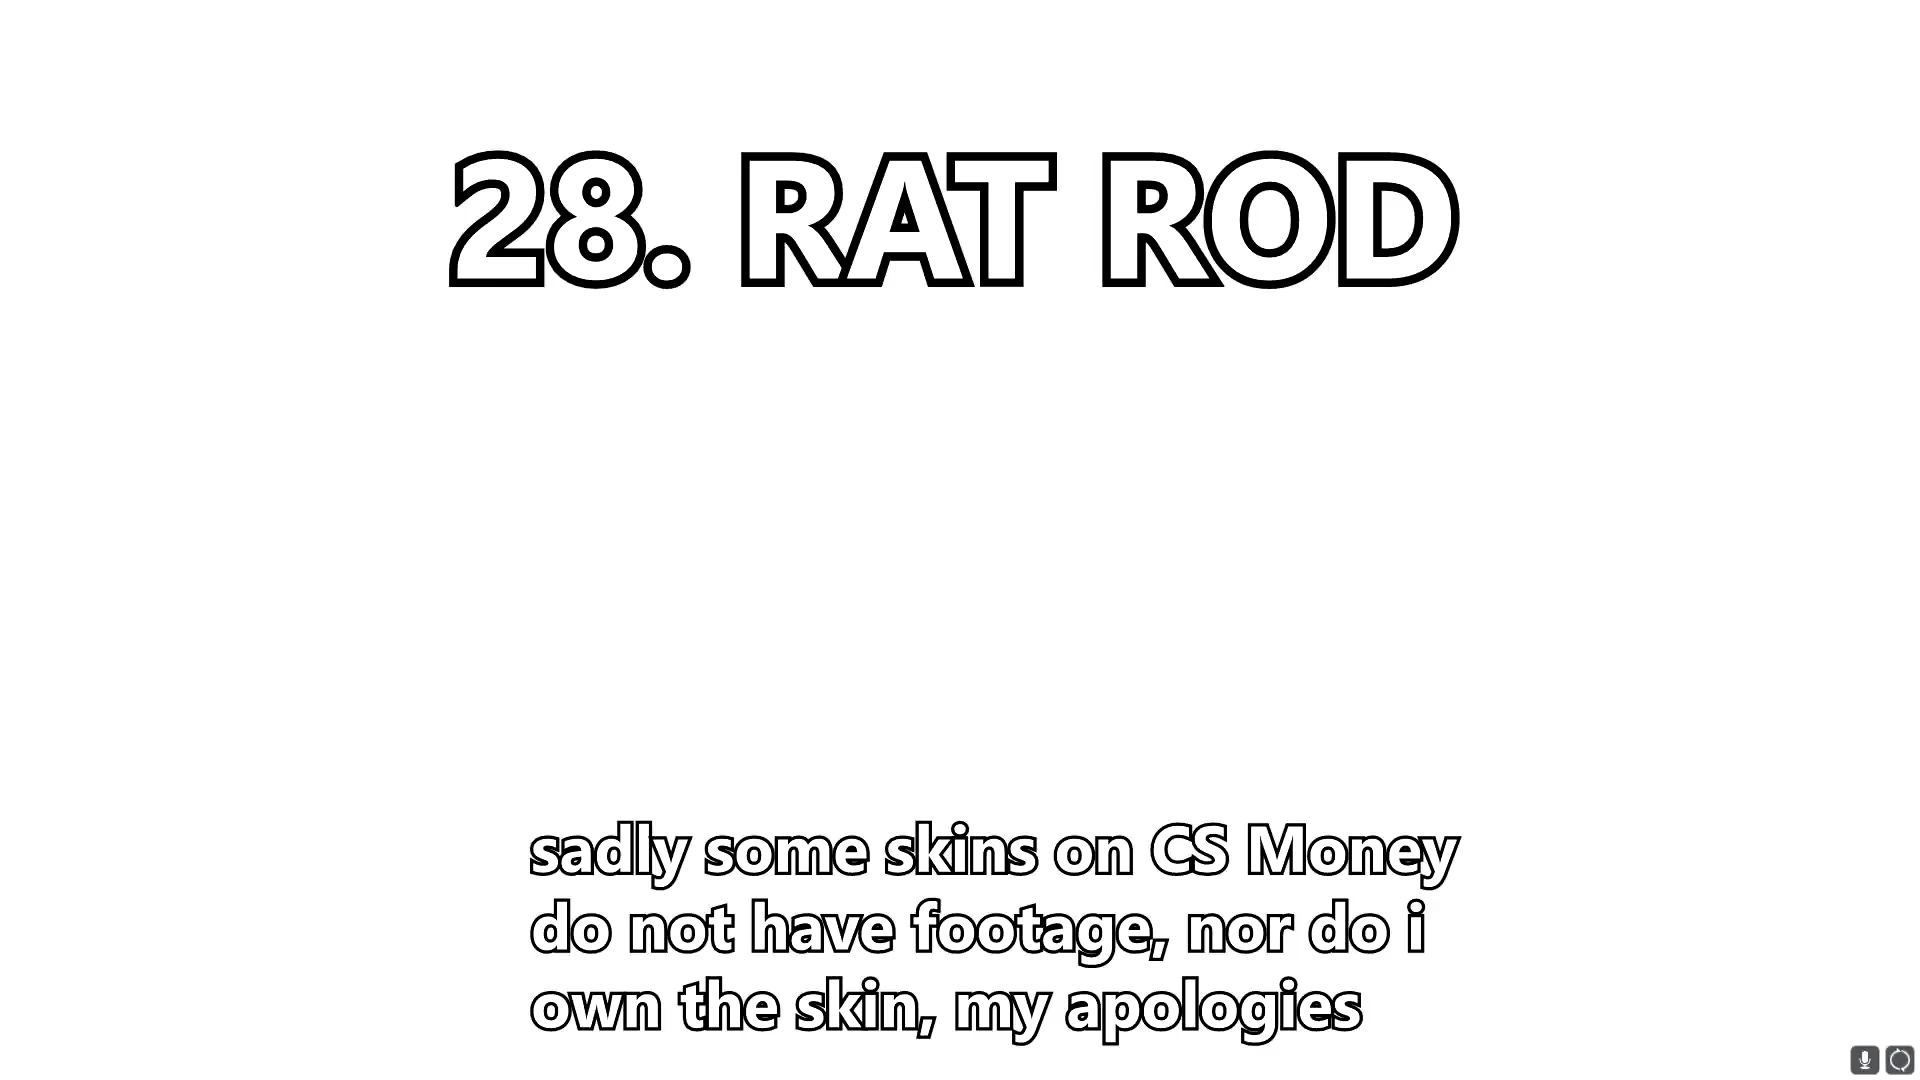 28. RAT ROD
sadly some skins on CS Money
do not have footage, nor do i
own the skin, my apologies